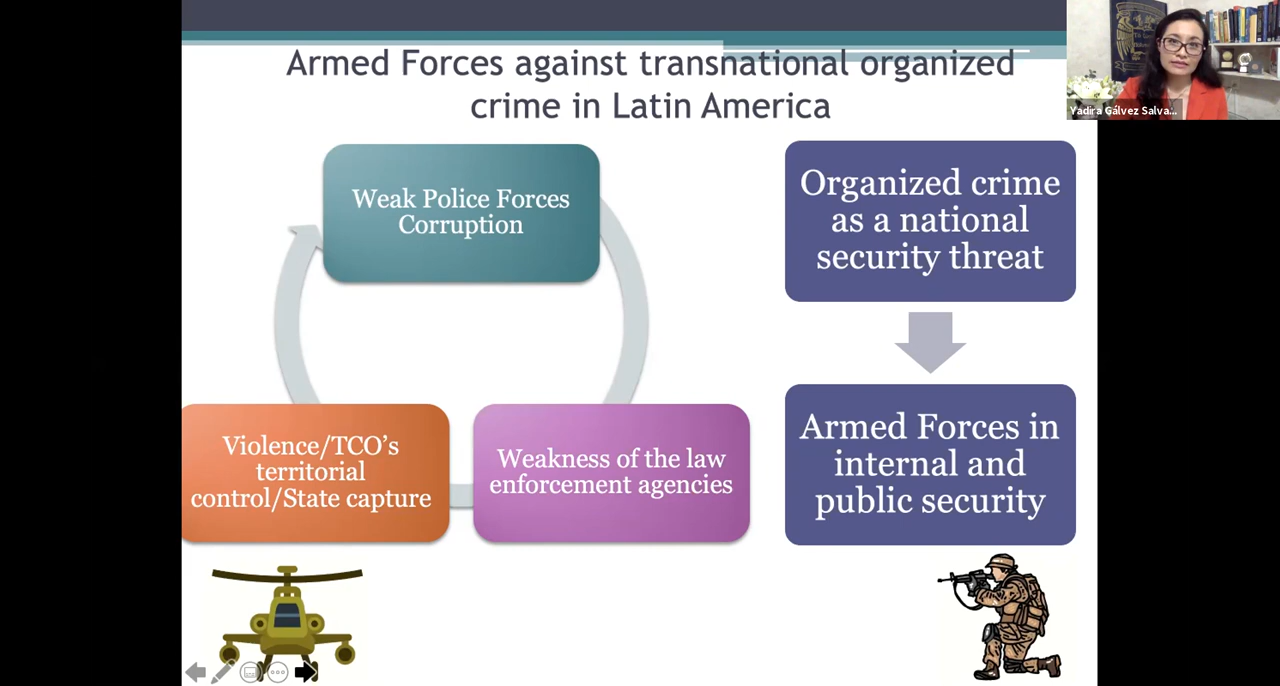 Armed Forces against transnational organized
crime in Latin America
Weak Police Forces
Corruption
Violence/TCO’s
territorial
control/State capture
Weakness of the law
enforcement agencies
Organized crime
as a national
security threat
Armed Forces in
internal and
public security
Yadira Gálvez Salva...